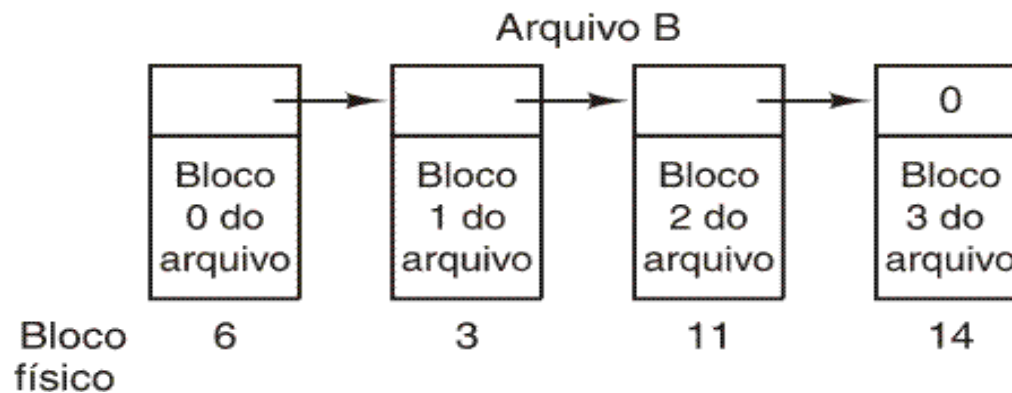 Arquivo B
0
Bloco Bloco Bloco Bloco
0 do 1 do 2 do 3 do
arquivo arquivo arquivo arquivo
Bloco 6 3 11 14
físico